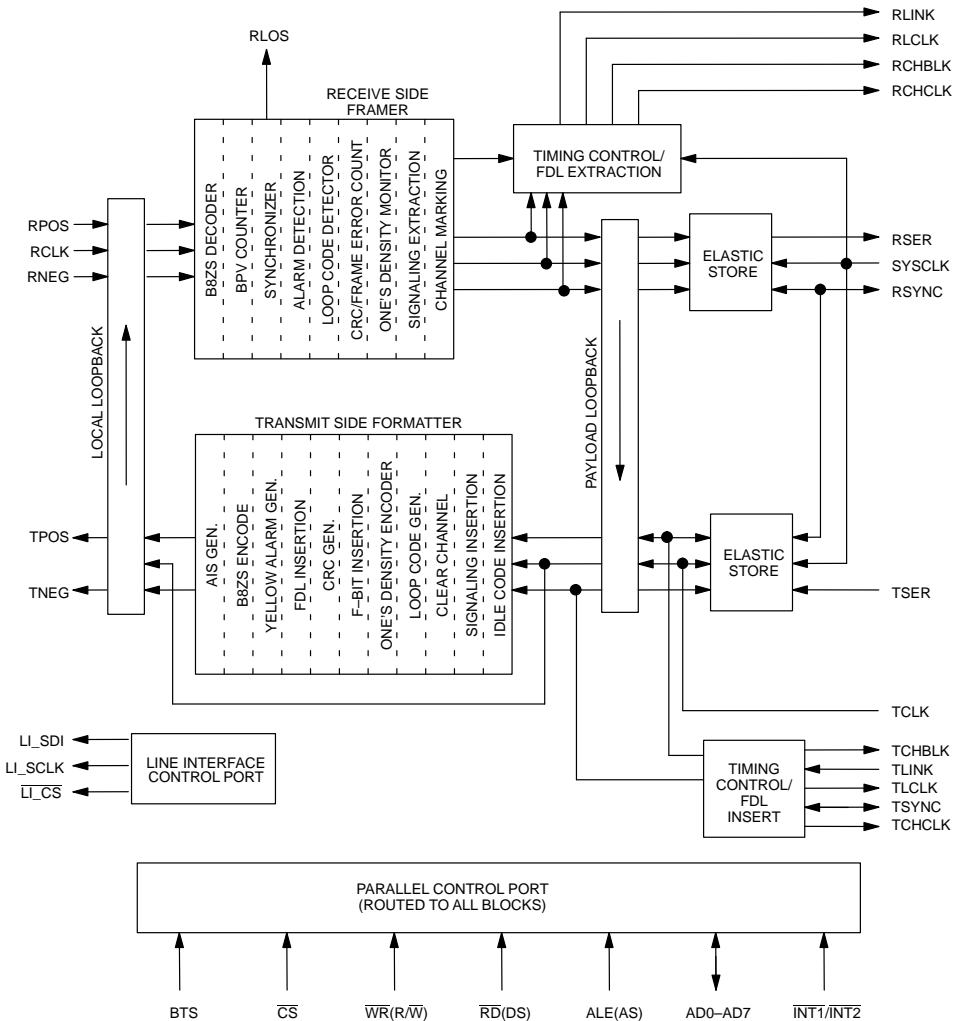 RLINK
RLCLK
RCHBLK
RCHCLK
RLOS
RECEIVE SIDE
FRAMER
TIMING CONTROL/
FDL EXTRACTION
B8ZS DECODER
BPV COUNTER
SYNCHRONIZER
ALARM DETECTION
LOOP CODE DETECTOR
CRC/FRAME ERROR COUNT
ONE'S DENSITY MONITOR
SIGNALING EXTRACTION
CHANNEL MARKING
RPOS
RCLK
RNEG
LOCAL LOOPBACK
PAYLOAD LOOPBACK
ELASTIC
STORE
RSER
SYSCLK
RSYNC
TRANSMIT SIDE FORMATTER
AIS GEN.
B8ZS ENCODE
YELLOW ALARM GEN.
FDL INSERTION
CRC GEN.
F–BIT INSERTION
ONE'S DENSITY ENCODER
LOOP CODE GEN.
CLEAR CHANNEL
SIGNALING INSERTION
IDLE CODE INSERTION
TPOS
TNEG
ELASTIC
STORE
TSER
TCLK
LI_SDI
LI_SCLK
LI_CS
LINE INTERFACE
CONTROL PORT
TIMING
CONTROL/
FDL
INSERT
TCHBLK
TLINK
TLCLK
TSYNC
TCHCLK
PARALLEL CONTROL PORT
(ROUTED TO ALL BLOCKS)
BTS
CS
WR(R/W)
RD(DS)
ALE(AS)
AD0–AD7
INT1/INT2